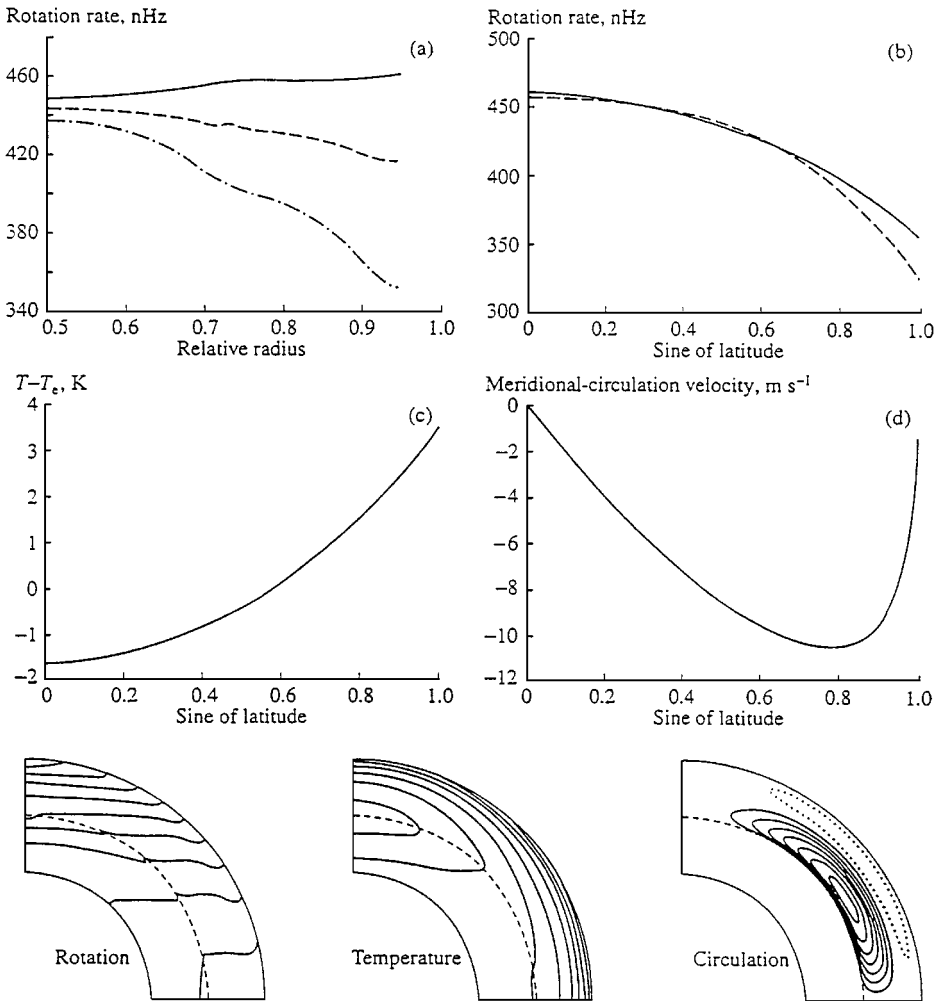 Rotation rate, nHz
(a)
460
420
380
340
0.5 0.6 0.7 0.8 0.9 1.0
Relative radius
Rotation rate, nHz
(b)
500
450
400
350
300
0 0.2 0.4 0.6 0.8 1.0
Sine of latitude
T–Tₑ, K
(c)
4
3
2
1
0
−1
−2
0 0.2 0.4 0.6 0.8 1.0
Sine of latitude
Meridional-circulation velocity, m s⁻¹
(d)
0
−2
−4
−6
−8
−10
−12
0 0.2 0.4 0.6 0.8 1.0
Sine of latitude
Rotation
Temperature
Circulation